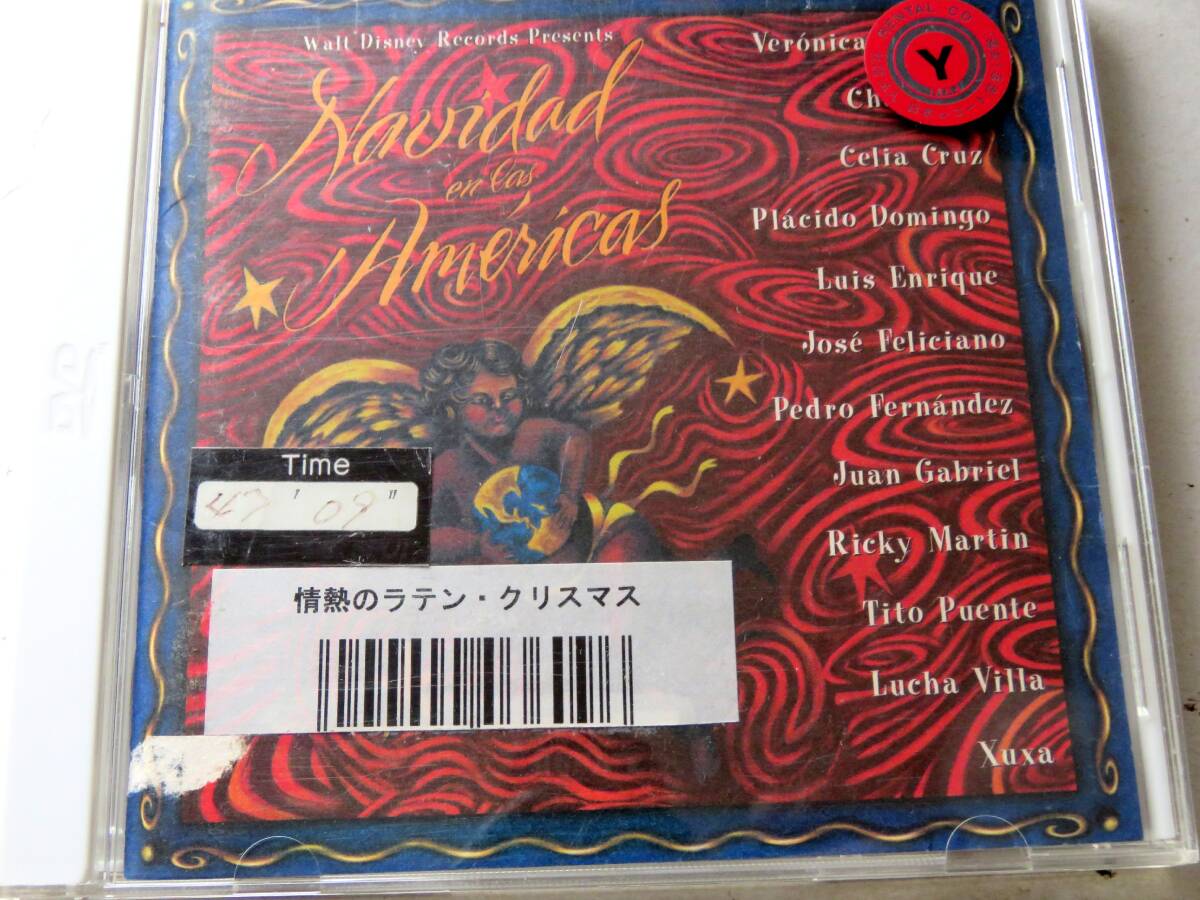 Walt Disney Records Presents
Navidad
en las
Américas
Verónica
Y
RENTAL CD
Celia Cruz
Plácido Domingo
Luis Enrique
José Feliciano
Pedro Fernández
Juan Gabriel
Ricky Martin
Tito Puente
Lucha Villa
Xuxa
Time
47 ' 09 "
情熱のラテン・クリスマス